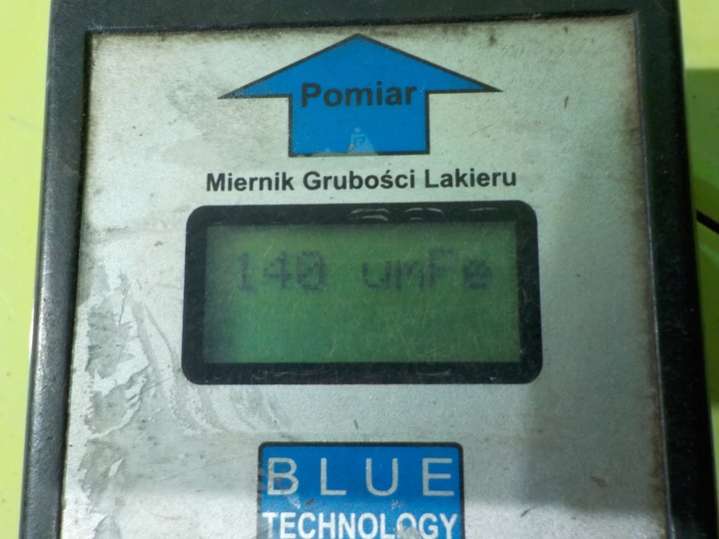 Pomiar
Miernik Grubości Lakieru
140 umFe
BLUE
TECHNOLOGY